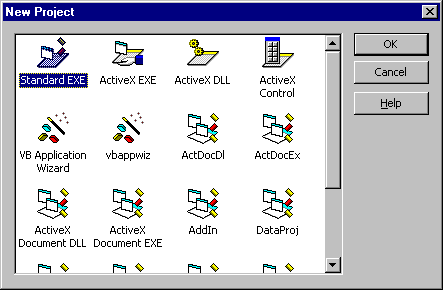 New Project
OK
Cancel
Help
Standard EXE
ActiveX EXE
ActiveX DLL
ActiveX
Control
VB Application
Wizard
vbappwiz
ActDocDl
ActDocEx
ActiveX
Document DLL
ActiveX
Document EXE
AddIn
DataProj